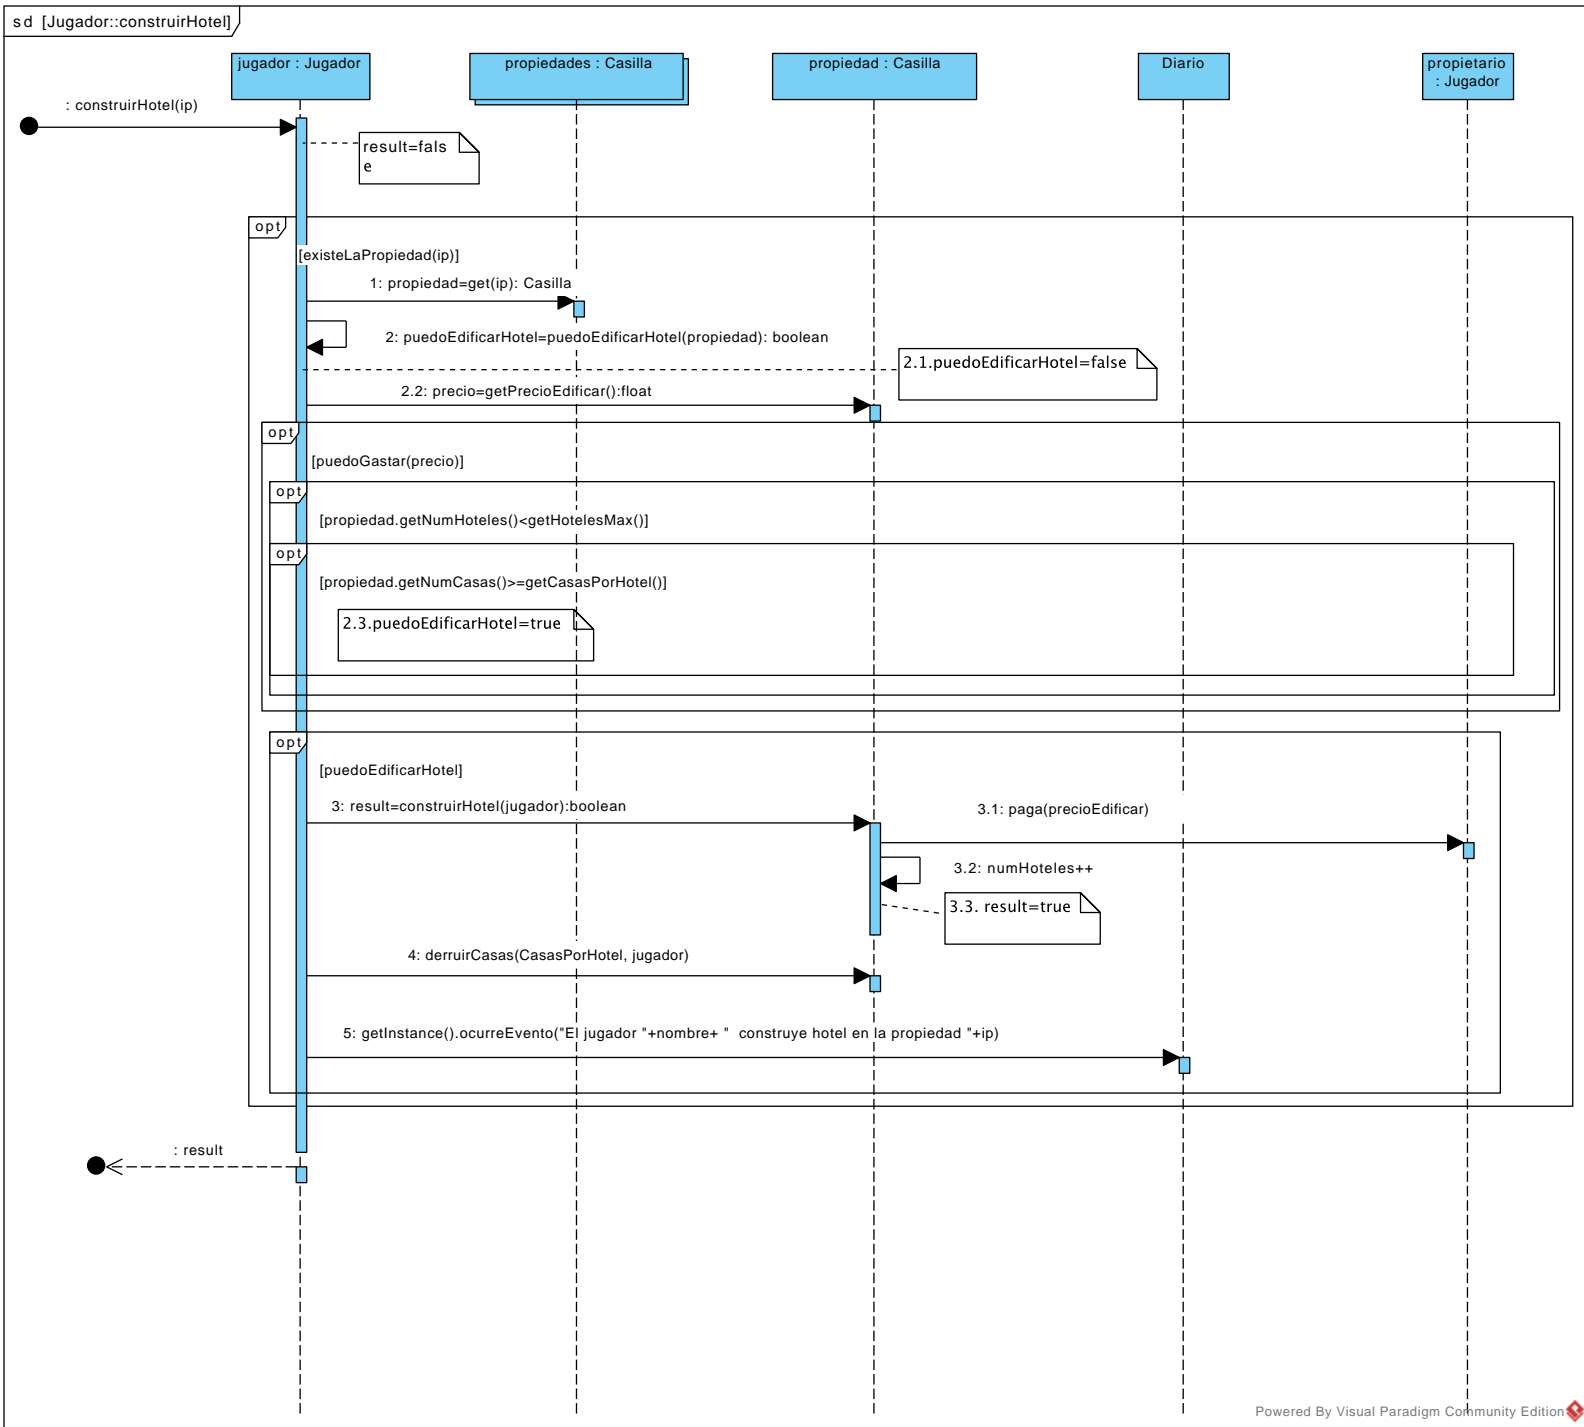 sd [Jugador::construirHotel]
jugador : Jugador
propiedades : Casilla
propiedad : Casilla
Diario
propietario
: Jugador
: construirHotel(ip)
result=fals
e
opt
[existeLaPropiedad(ip)]
1: propiedad=get(ip): Casilla
2: puedoEdificarHotel=puedoEdificarHotel(propiedad): boolean
2.1.puedoEdificarHotel=false
2.2: precio=getPrecioEdificar():float
opt
[puedoGastar(precio)]
opt
[propiedad.getNumHoteles()<getHotelesMax()]
opt
[propiedad.getNumCasas()>=getCasasPorHotel()]
2.3.puedoEdificarHotel=true
opt
[puedoEdificarHotel]
3: result=construirHotel(jugador):boolean
3.1: paga(precioEdificar)
3.2: numHoteles++
3.3. result=true
4: derruirCasas(CasasPorHotel, jugador)
5: getInstance().ocurreEvento("El jugador "+nombre+ "  construye hotel en la propiedad "+ip)
: result
Powered By Visual Paradigm Community Edition